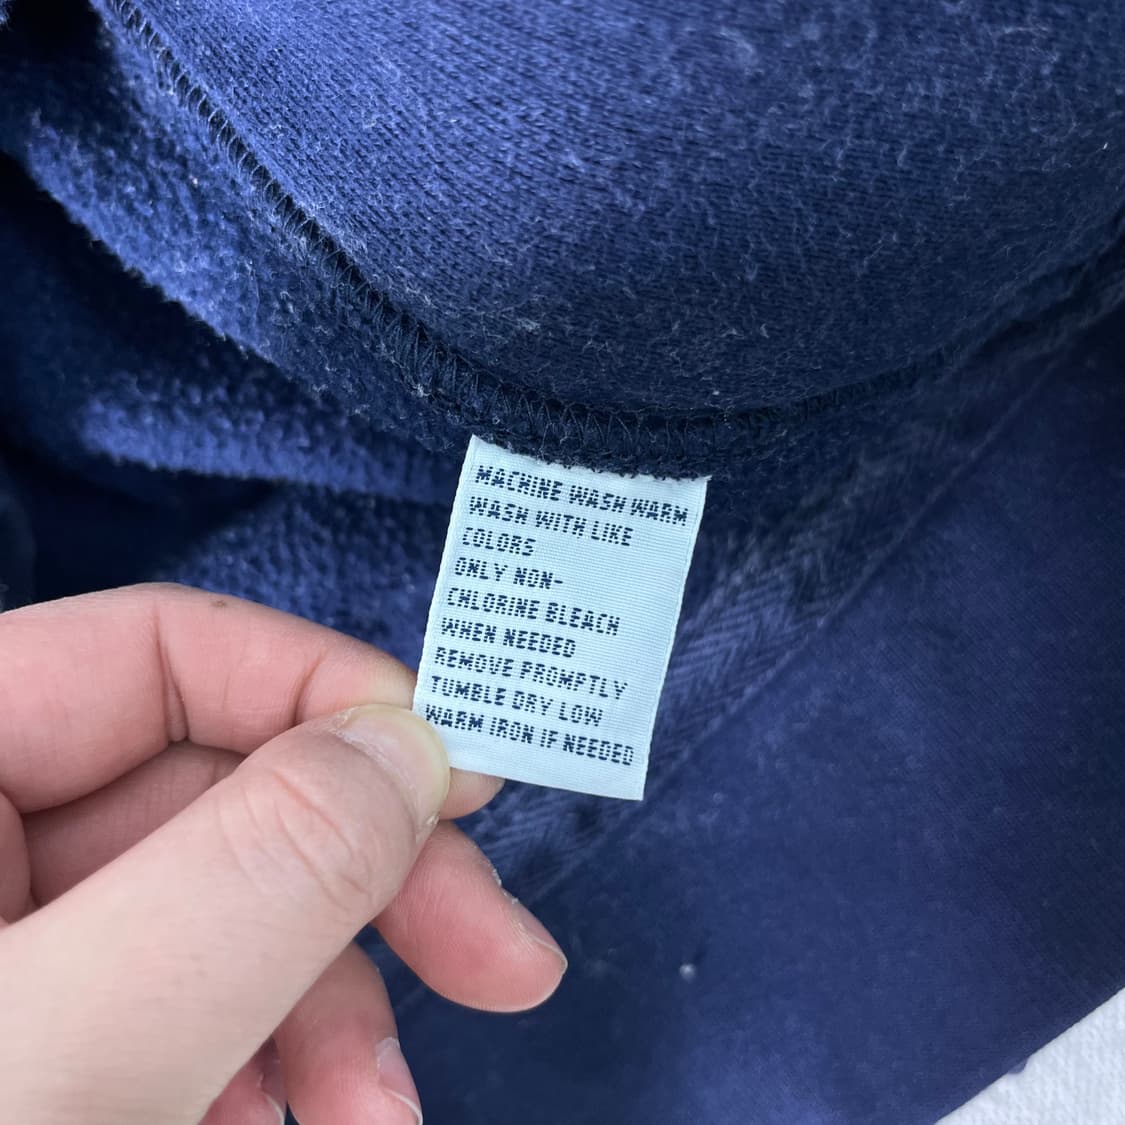 MACHINE WASH WARM
WASH WITH LIKE
COLORS
ONLY NON-
CHLORINE BLEACH
WHEN NEEDED
REMOVE PROMPTLY
TUMBLE DRY LOW
WARM IRON IF NEEDED